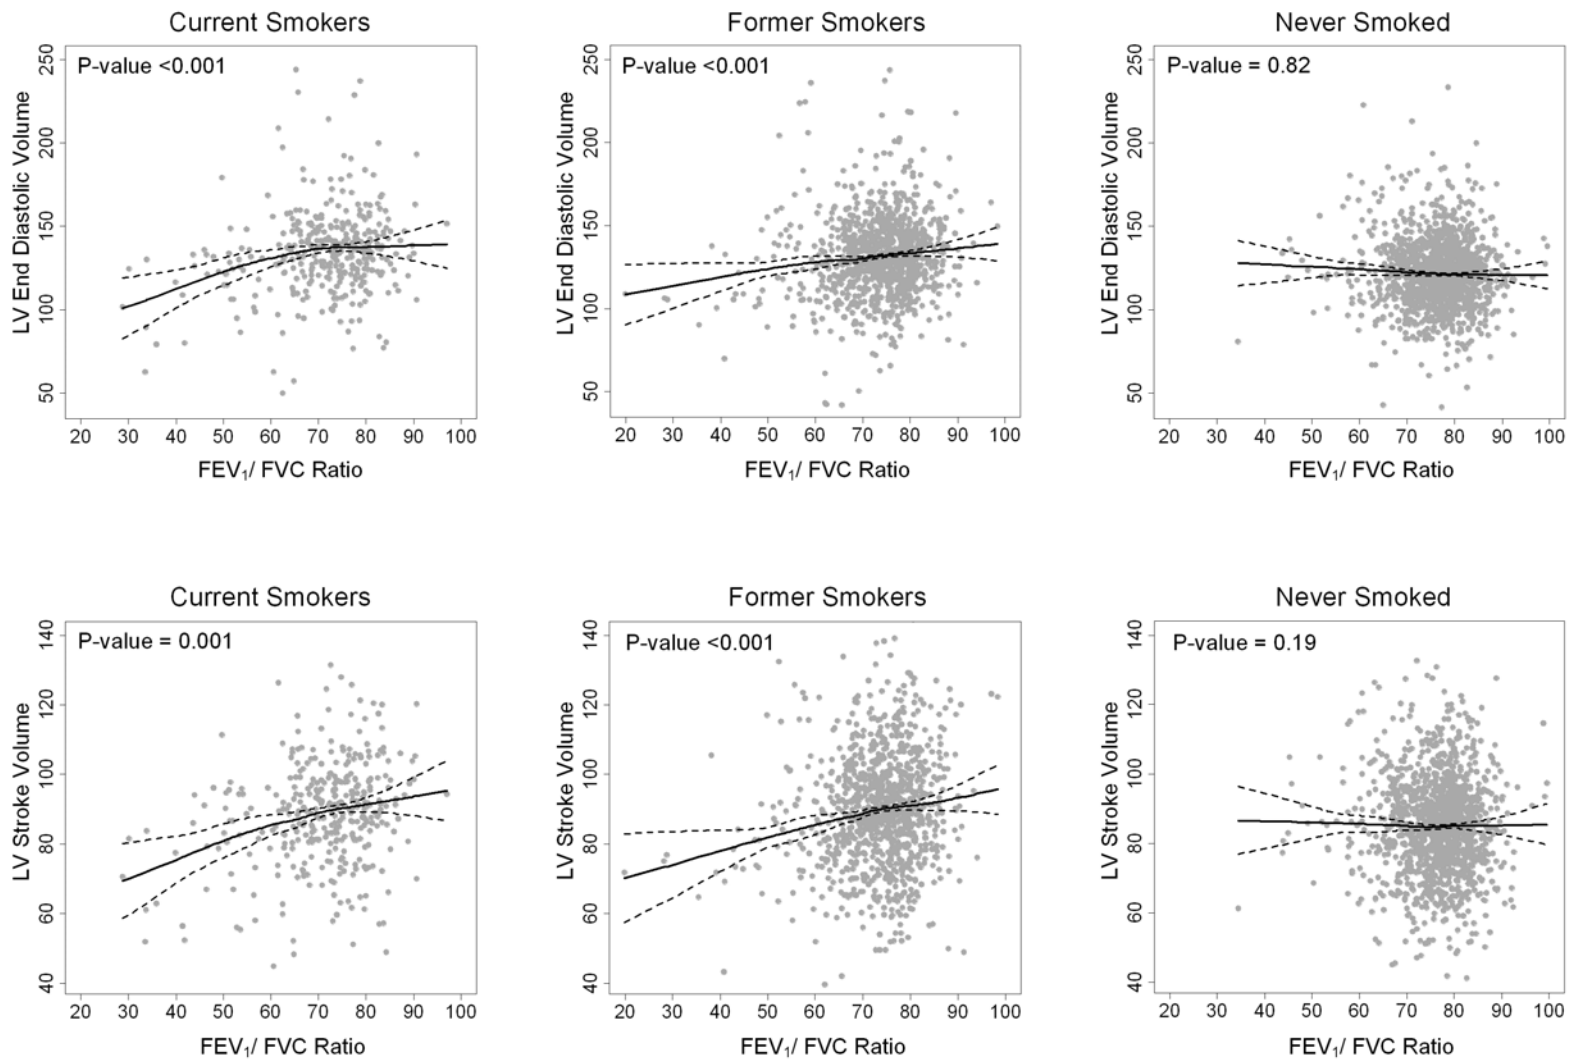 Current Smokers
P-value <0.001
LV End Diastolic Volume
250
200
150
100
50
20 30 40 50 60 70 80 90 100
FEV1/ FVC Ratio
Former Smokers
P-value <0.001
LV End Diastolic Volume
250
200
150
100
50
20 30 40 50 60 70 80 90 100
FEV1/ FVC Ratio
Never Smoked
P-value = 0.82
LV End Diastolic Volume
250
200
150
100
50
20 30 40 50 60 70 80 90 100
FEV1/ FVC Ratio
Current Smokers
P-value = 0.001
LV Stroke Volume
140
120
100
80
60
40
20 30 40 50 60 70 80 90 100
FEV1/ FVC Ratio
Former Smokers
P-value <0.001
LV Stroke Volume
140
120
100
80
60
40
20 30 40 50 60 70 80 90 100
FEV1/ FVC Ratio
Never Smoked
P-value = 0.19
LV Stroke Volume
140
120
100
80
60
40
20 30 40 50 60 70 80 90 100
FEV1/ FVC Ratio